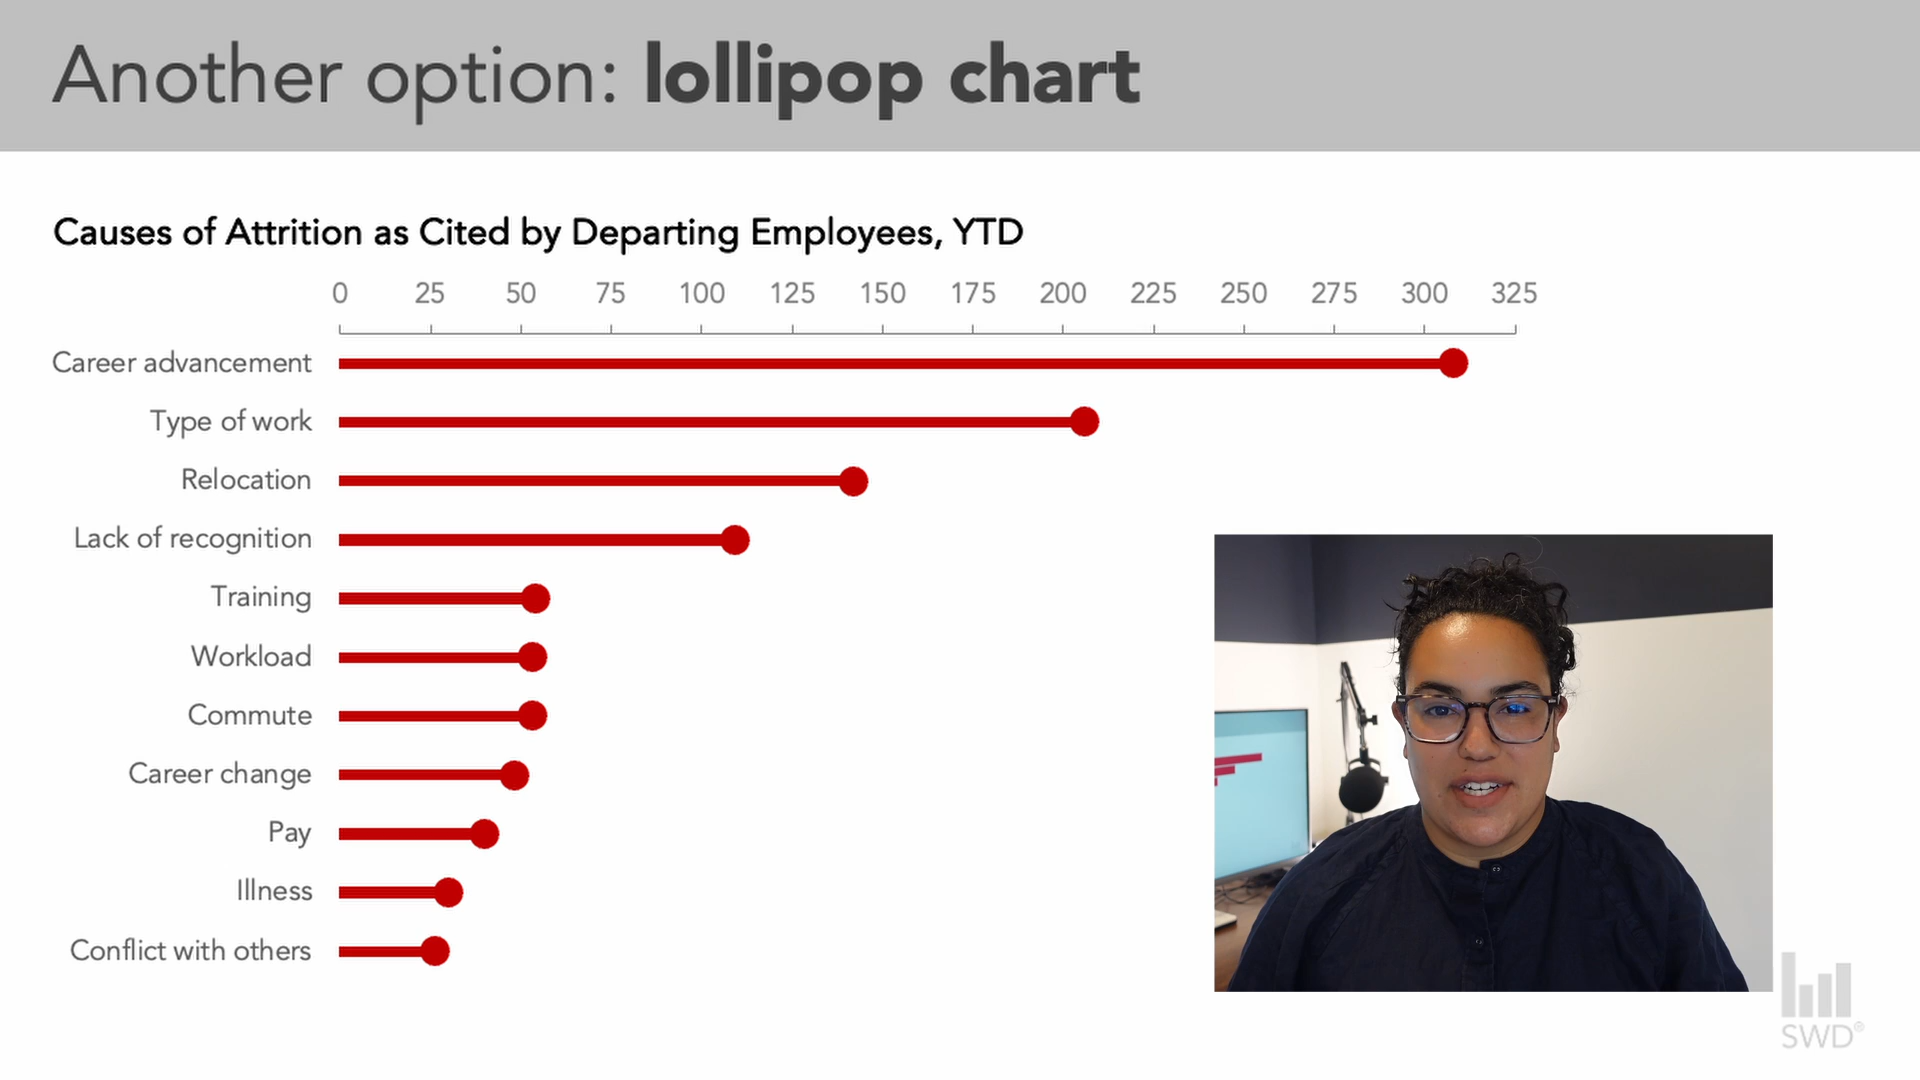 Another option: lollipop chart
Causes of Attrition as Cited by Departing Employees, YTD
0 25 50 75 100 125 150 175 200 225 250 275 300 325
Career advancement
Type of work
Relocation
Lack of recognition
Training
Workload
Commute
Career change
Pay
Illness
Conflict with others
SWD®